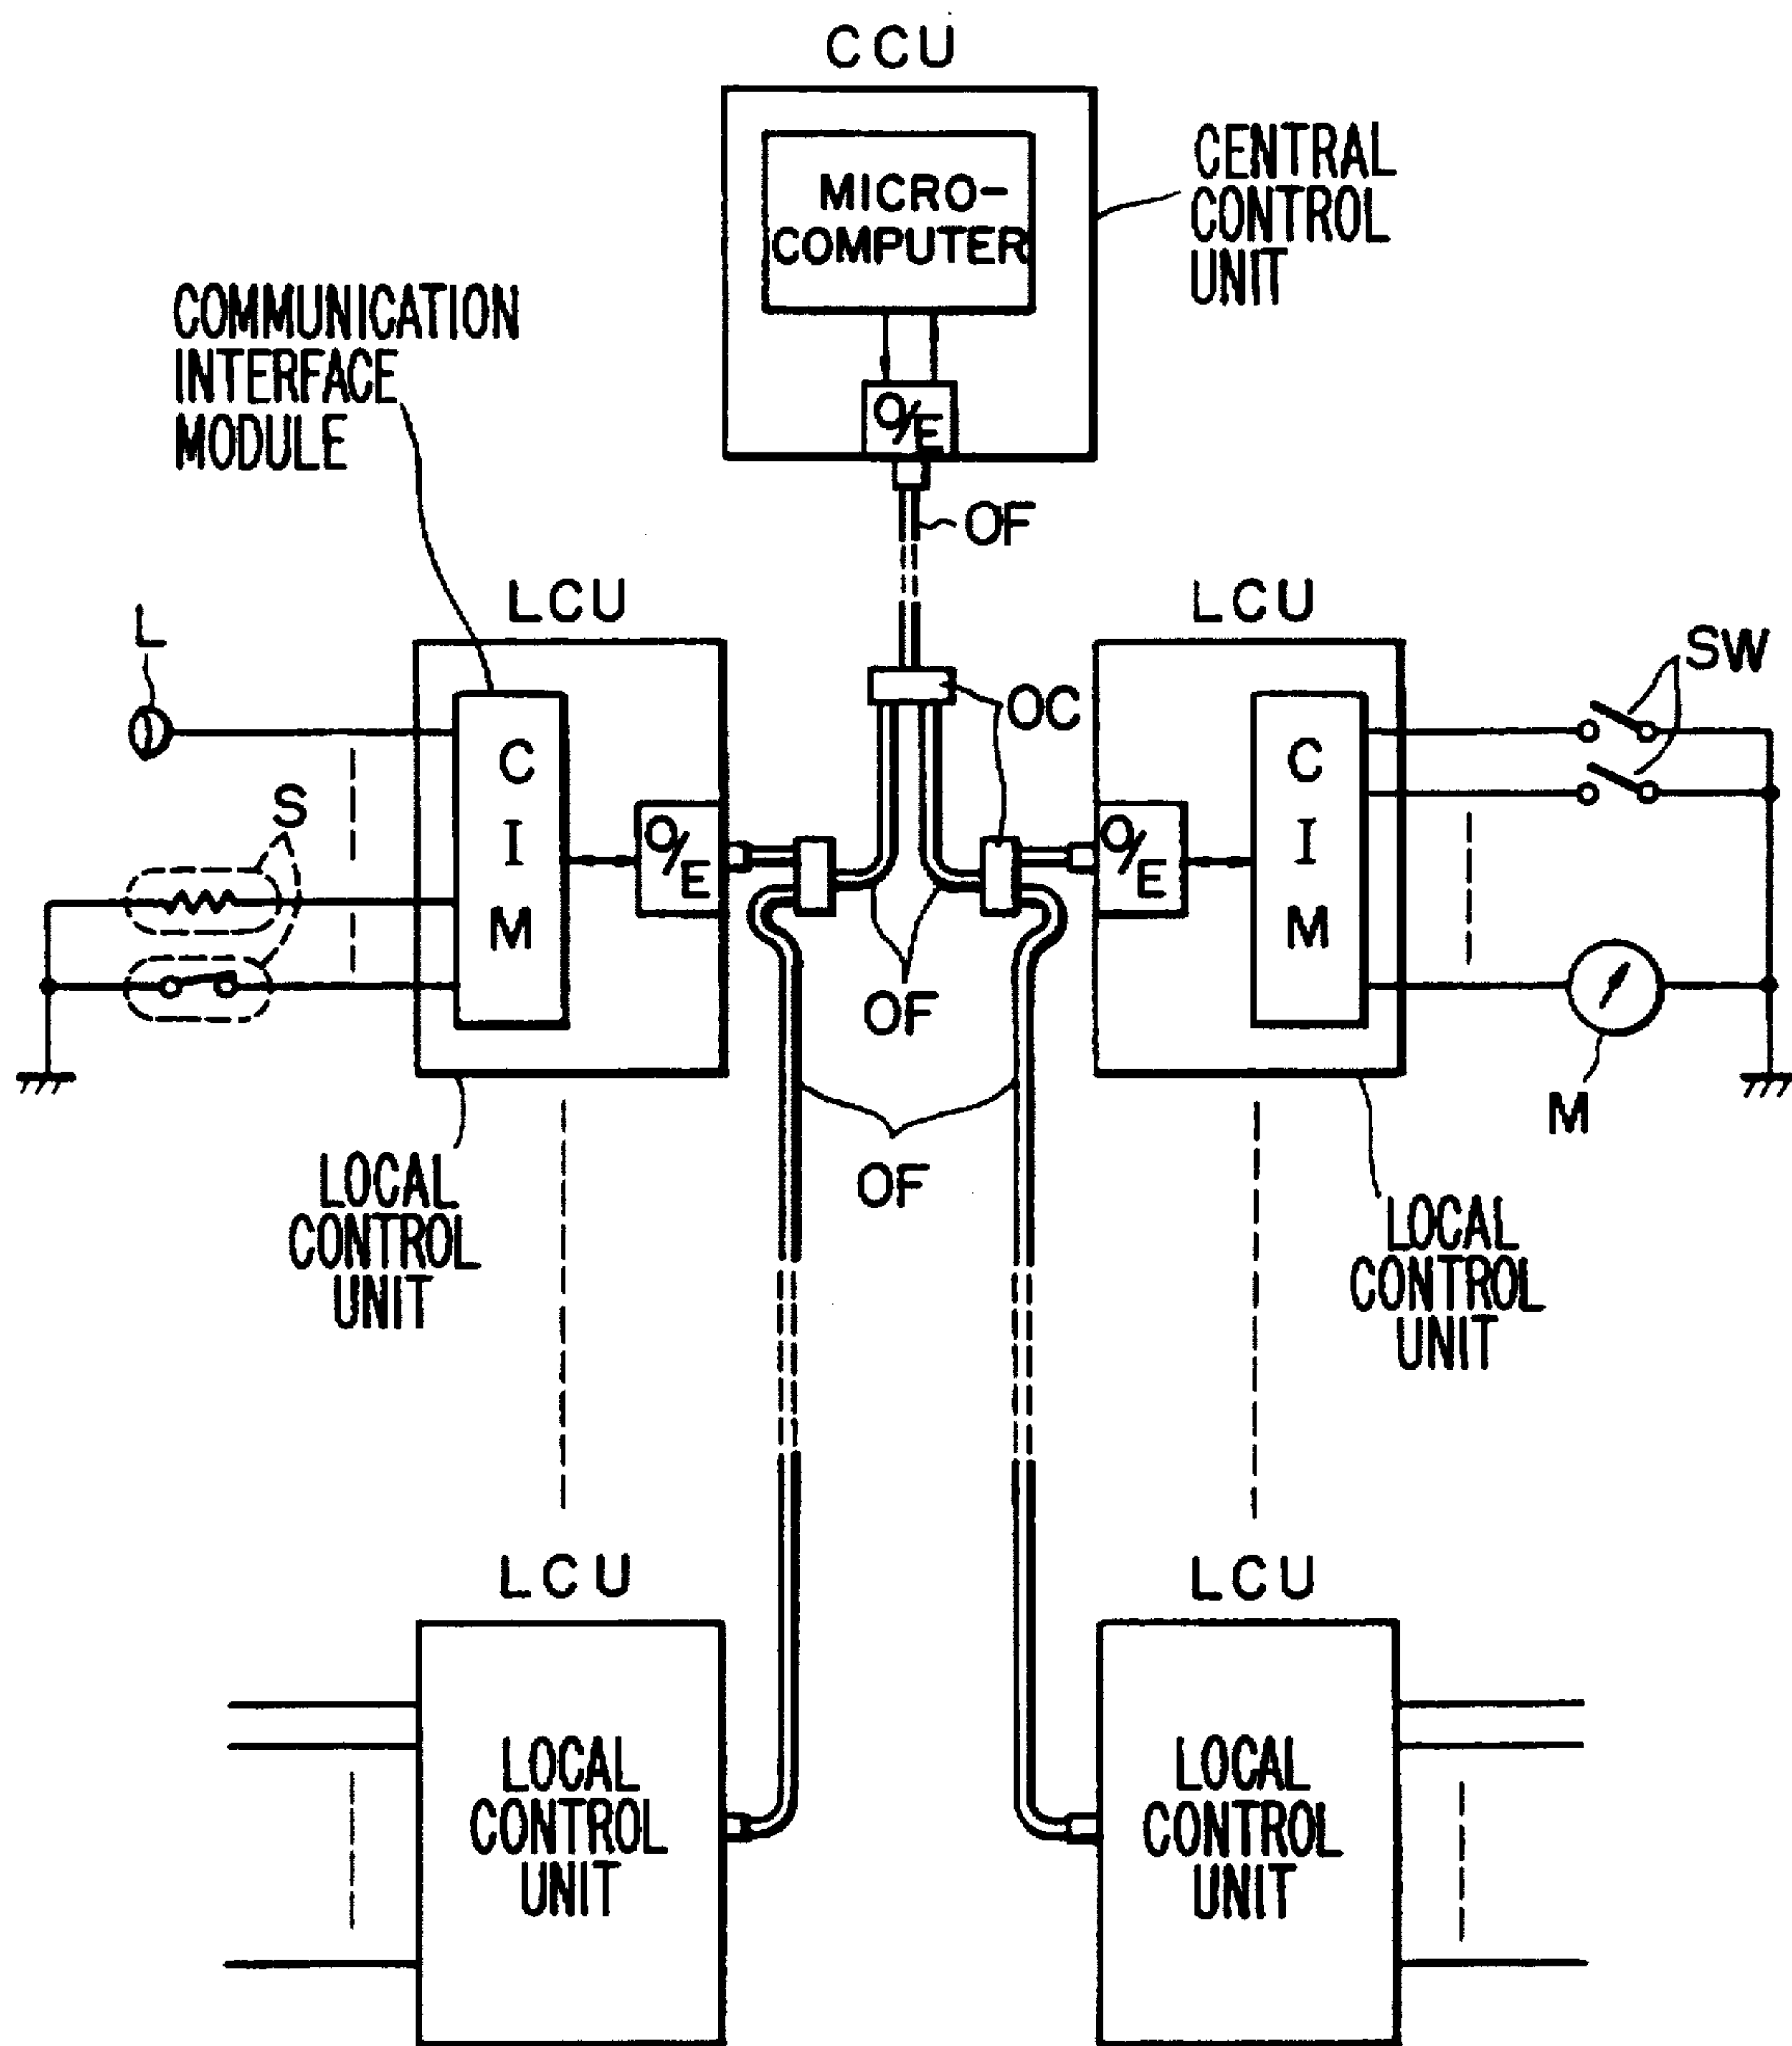 CCU
MICRO-
COMPUTER
CENTRAL
CONTROL
UNIT
O/E
COMMUNICATION
INTERFACE
MODULE
OF
LCU
LCU
L
SW
OC
S
C
I
M
O/E
O/E
C
I
M
OF
M
OF
LOCAL
CONTROL
UNIT
LOCAL
CONTROL
UNIT
LCU
LCU
LOCAL
CONTROL
UNIT
LOCAL
CONTROL
UNIT